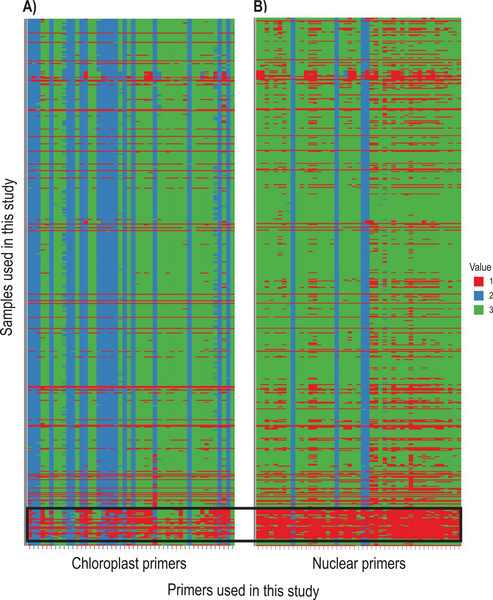 A)
B)
Samples used in this study
Value
1
2
3
Chloroplast primers
Nuclear primers
Primers used in this study